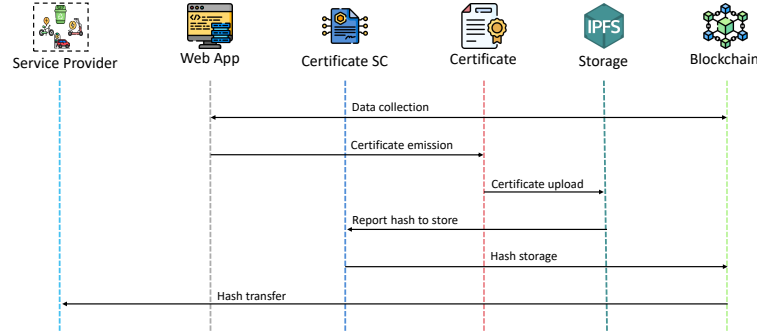 IPFS
Service Provider
Web App
Certificate SC
Certificate
Storage
Blockchain
Data collection
Certificate emission
Certificate upload
Report hash to store
Hash storage
Hash transfer